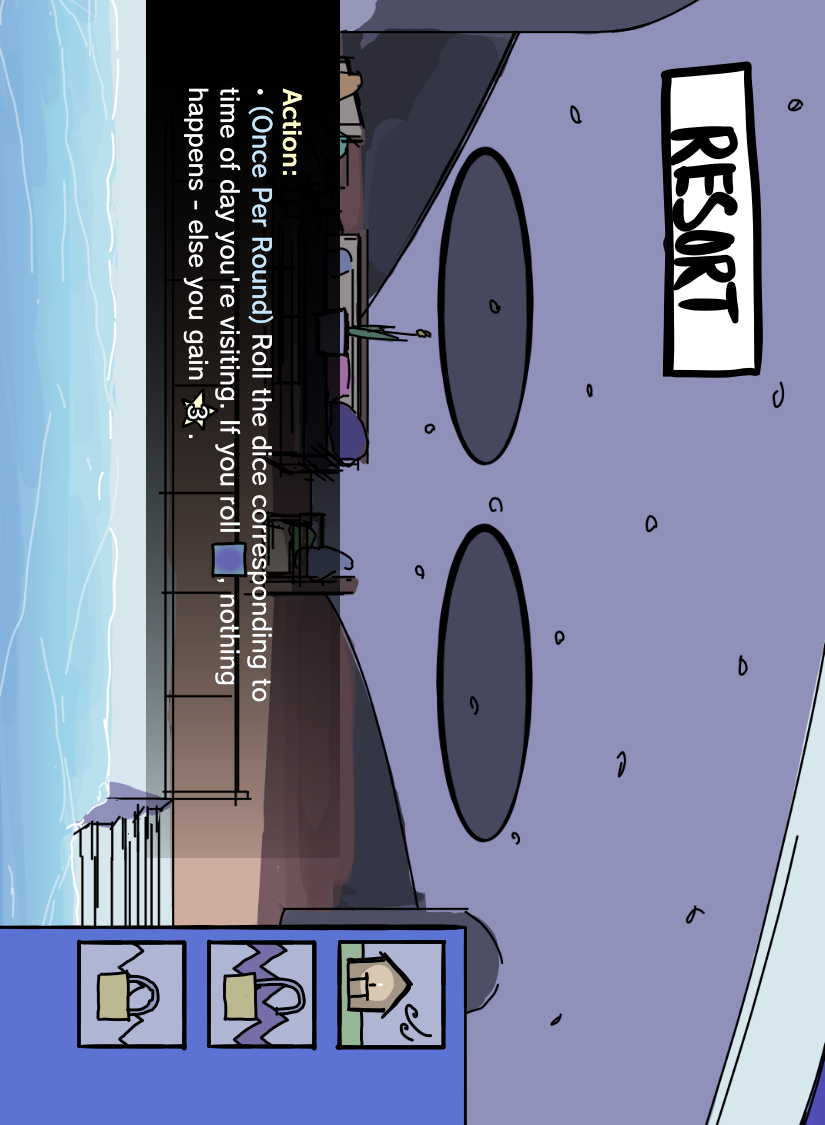 RESORT
Action:
• (Once Per Round) Roll the dice corresponding to
time of day you're visiting. If you roll , nothing
happens - else you gain 3 .